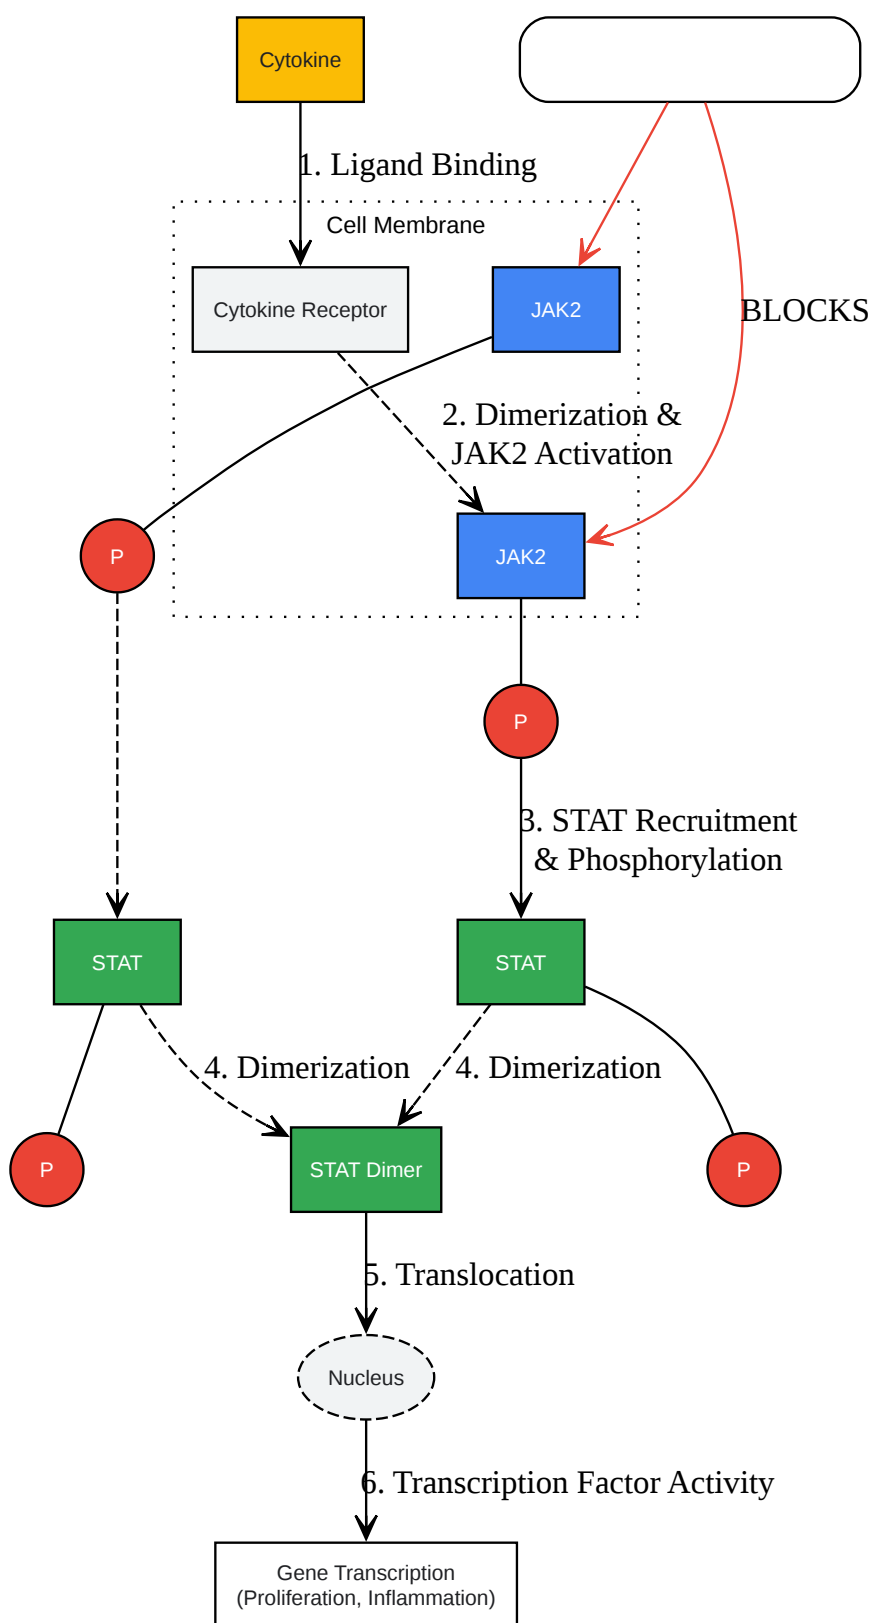 Cytokine
1. Ligand Binding
Cell Membrane
Cytokine Receptor
JAK2
BLOCKS
2. Dimerization &
JAK2 Activation
P
JAK2
P
3. STAT Recruitment
& Phosphorylation
STAT
STAT
4. Dimerization
4. Dimerization
P
STAT Dimer
P
5. Translocation
Nucleus
6. Transcription Factor Activity
Gene Transcription
(Proliferation, Inflammation)